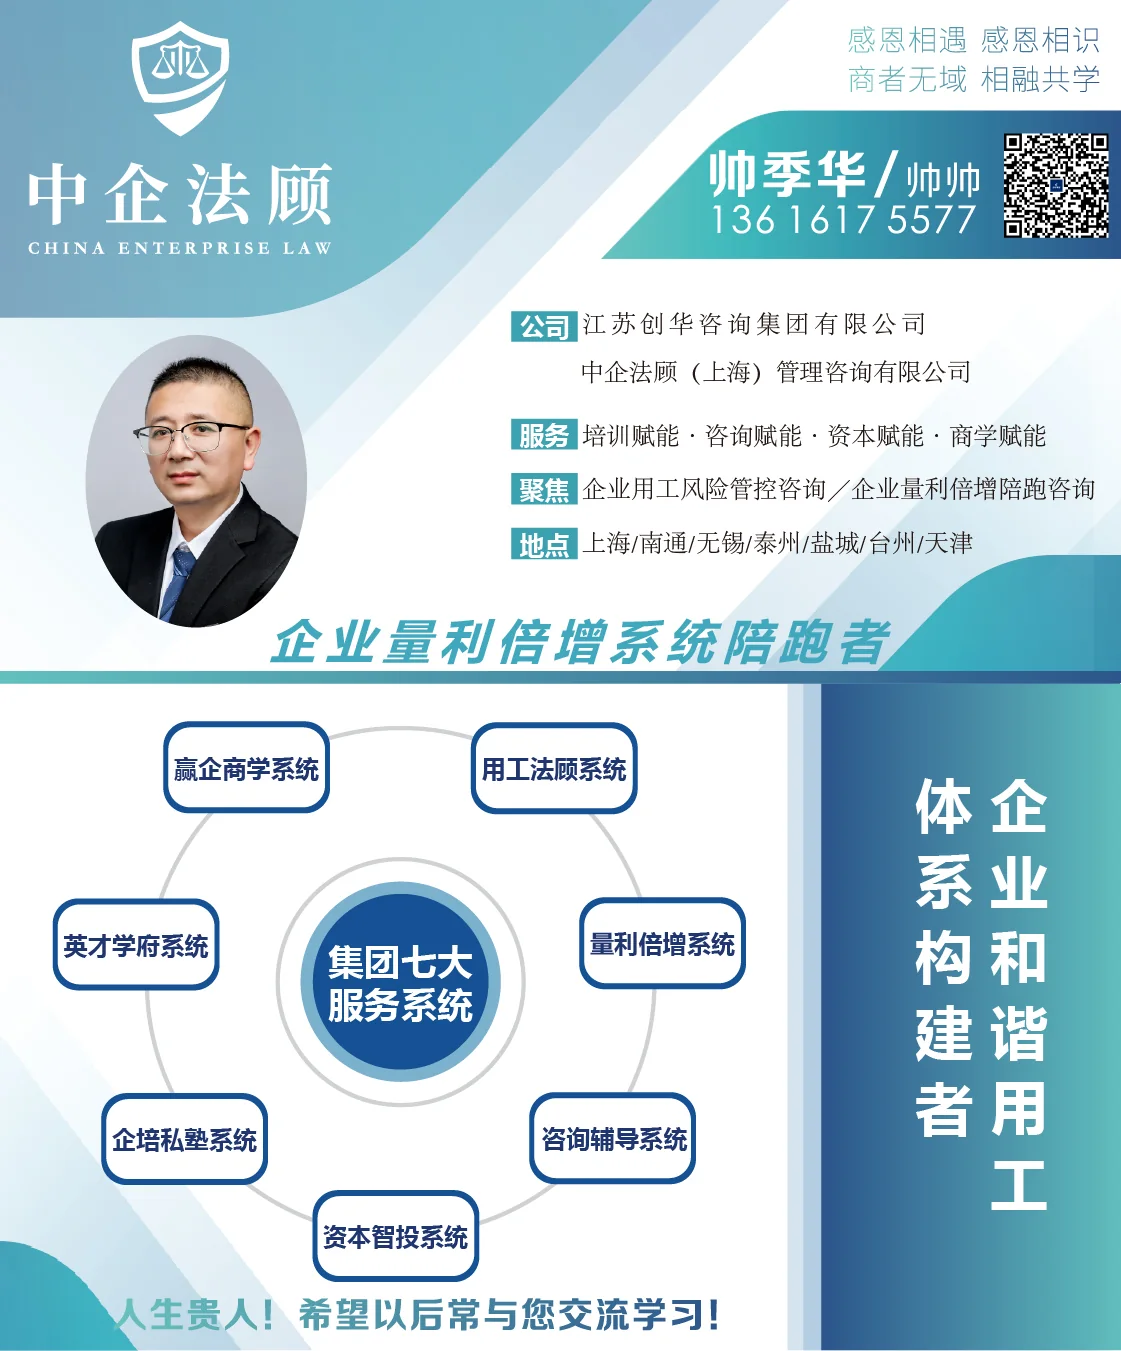 感恩相遇 感恩相识
商者无域 相融共学
中企法顾
CHINA ENTERPRISE LAW
帅季华/帅帅
136 1617 5577
公司 江苏创华咨询集团有限公司
中企法顾（上海）管理咨询有限公司
服务 培训赋能·咨询赋能·资本赋能·商学赋能
聚焦 企业用工风险管控咨询／企业量利倍增陪跑咨询
地点 上海/南通/无锡/泰州/盐城/台州/天津
企业量利倍增系统陪跑者
赢企商学系统
用工法顾系统
英才学府系统
量利倍增系统
集团七大
服务系统
企培私塾系统
咨询辅导系统
资本智投系统
企业和谐用工
体系构建者
人生贵人！希望以后常与您交流学习！